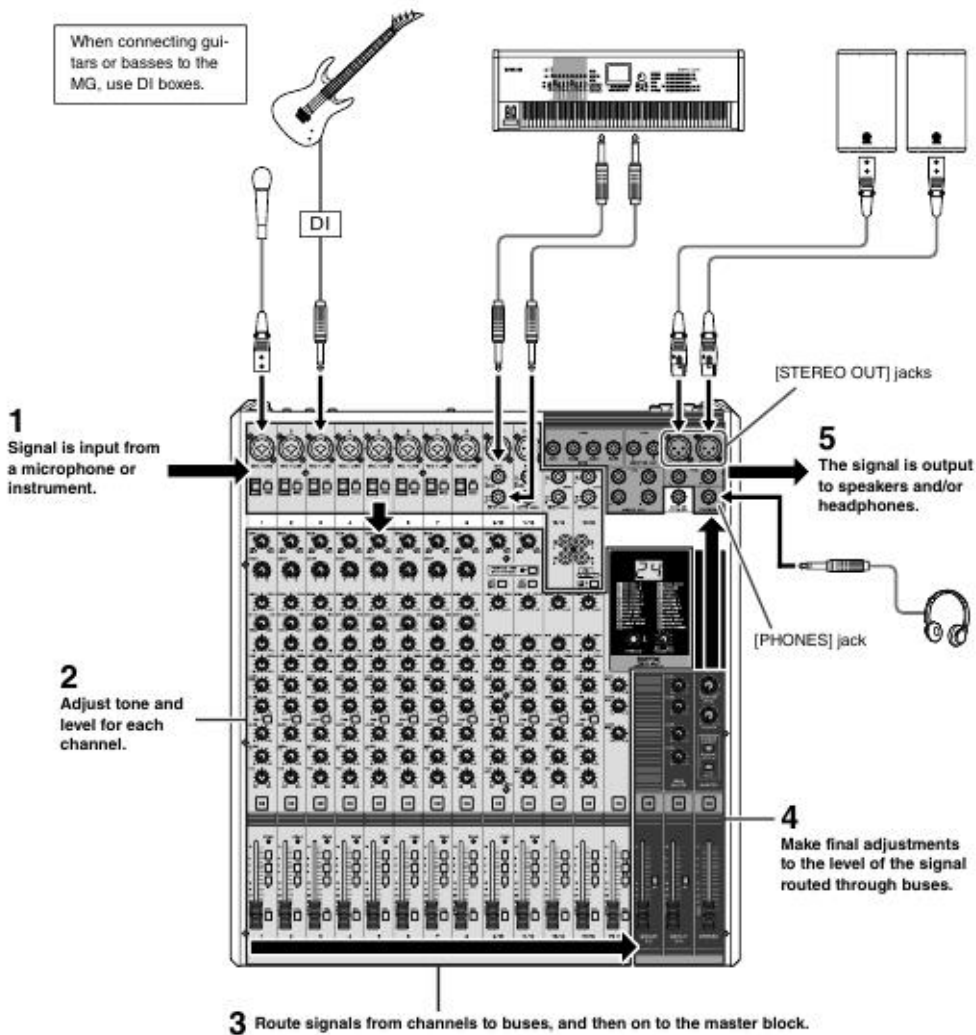 When connecting gui-
tars or basses to the
MG, use DI boxes.
DI
[STEREO OUT] jacks
1
Signal is input from
a microphone or
instrument.
5
The signal is output
to speakers and/or
headphones.
24
[PHONES] jack
2
Adjust tone and
level for each
channel.
4
Make final adjustments
to the level of the signal
routed through buses.
3 Route signals from channels to buses, and then on to the master block.